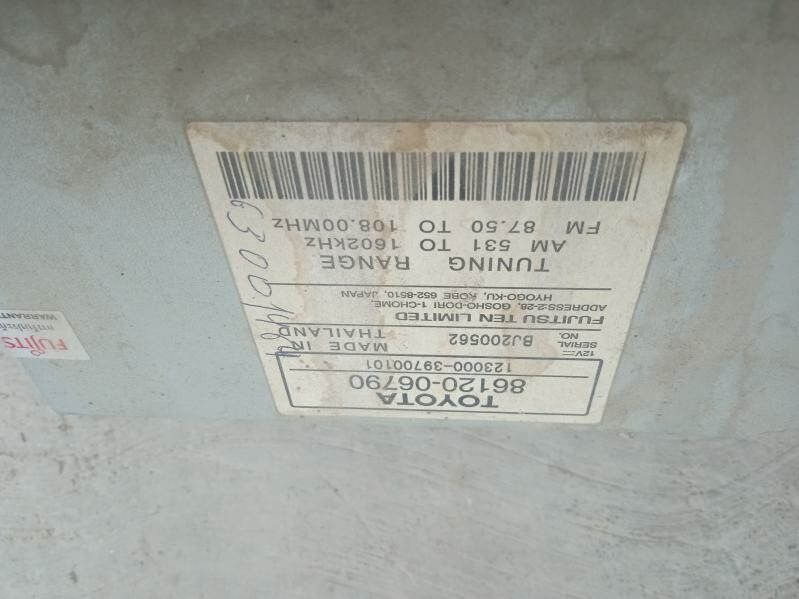 TOYOTA
86120-06790
123000-39700101
12V
SERIAL NO. BJ200562
MADE IN THAILAND
FUJITSU TEN LIMITED
ADDRESS:2-28, GOSHO-DORI 1-CHOME,
HYOGO-KU, KOBE 652-8510, JAPAN
TUNING RANGE
AM 531 TO 1602kHz
FM 87.50 TO 108.00MHz
FUJITS
WARRANT